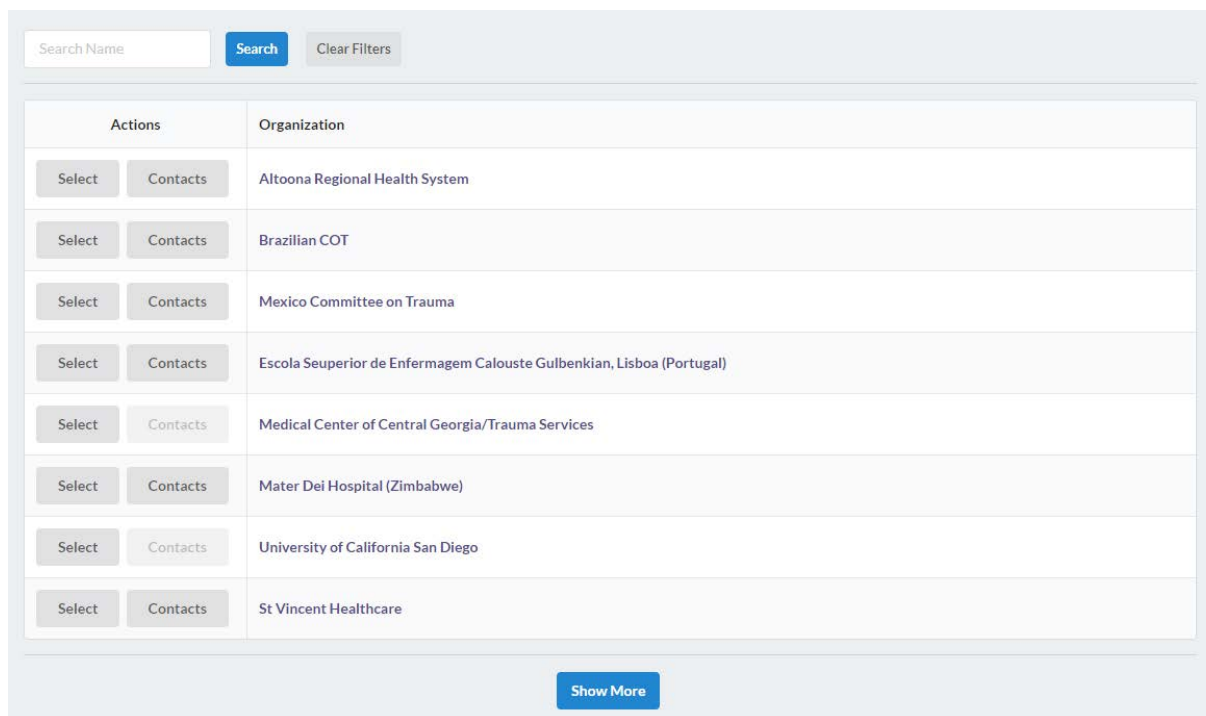 Search Name Search Clear Filters
Actions Organization
Select Contacts Altoona Regional Health System
Select Contacts Brazilian COT
Select Contacts Mexico Committee on Trauma
Select Contacts Escola Seuperior de Enfermagem Calouste Gulbenkian, Lisboa (Portugal)
Select Contacts Medical Center of Central Georgia/Trauma Services
Select Contacts Mater Dei Hospital (Zimbabwe)
Select Contacts University of California San Diego
Select Contacts St Vincent Healthcare
Show More